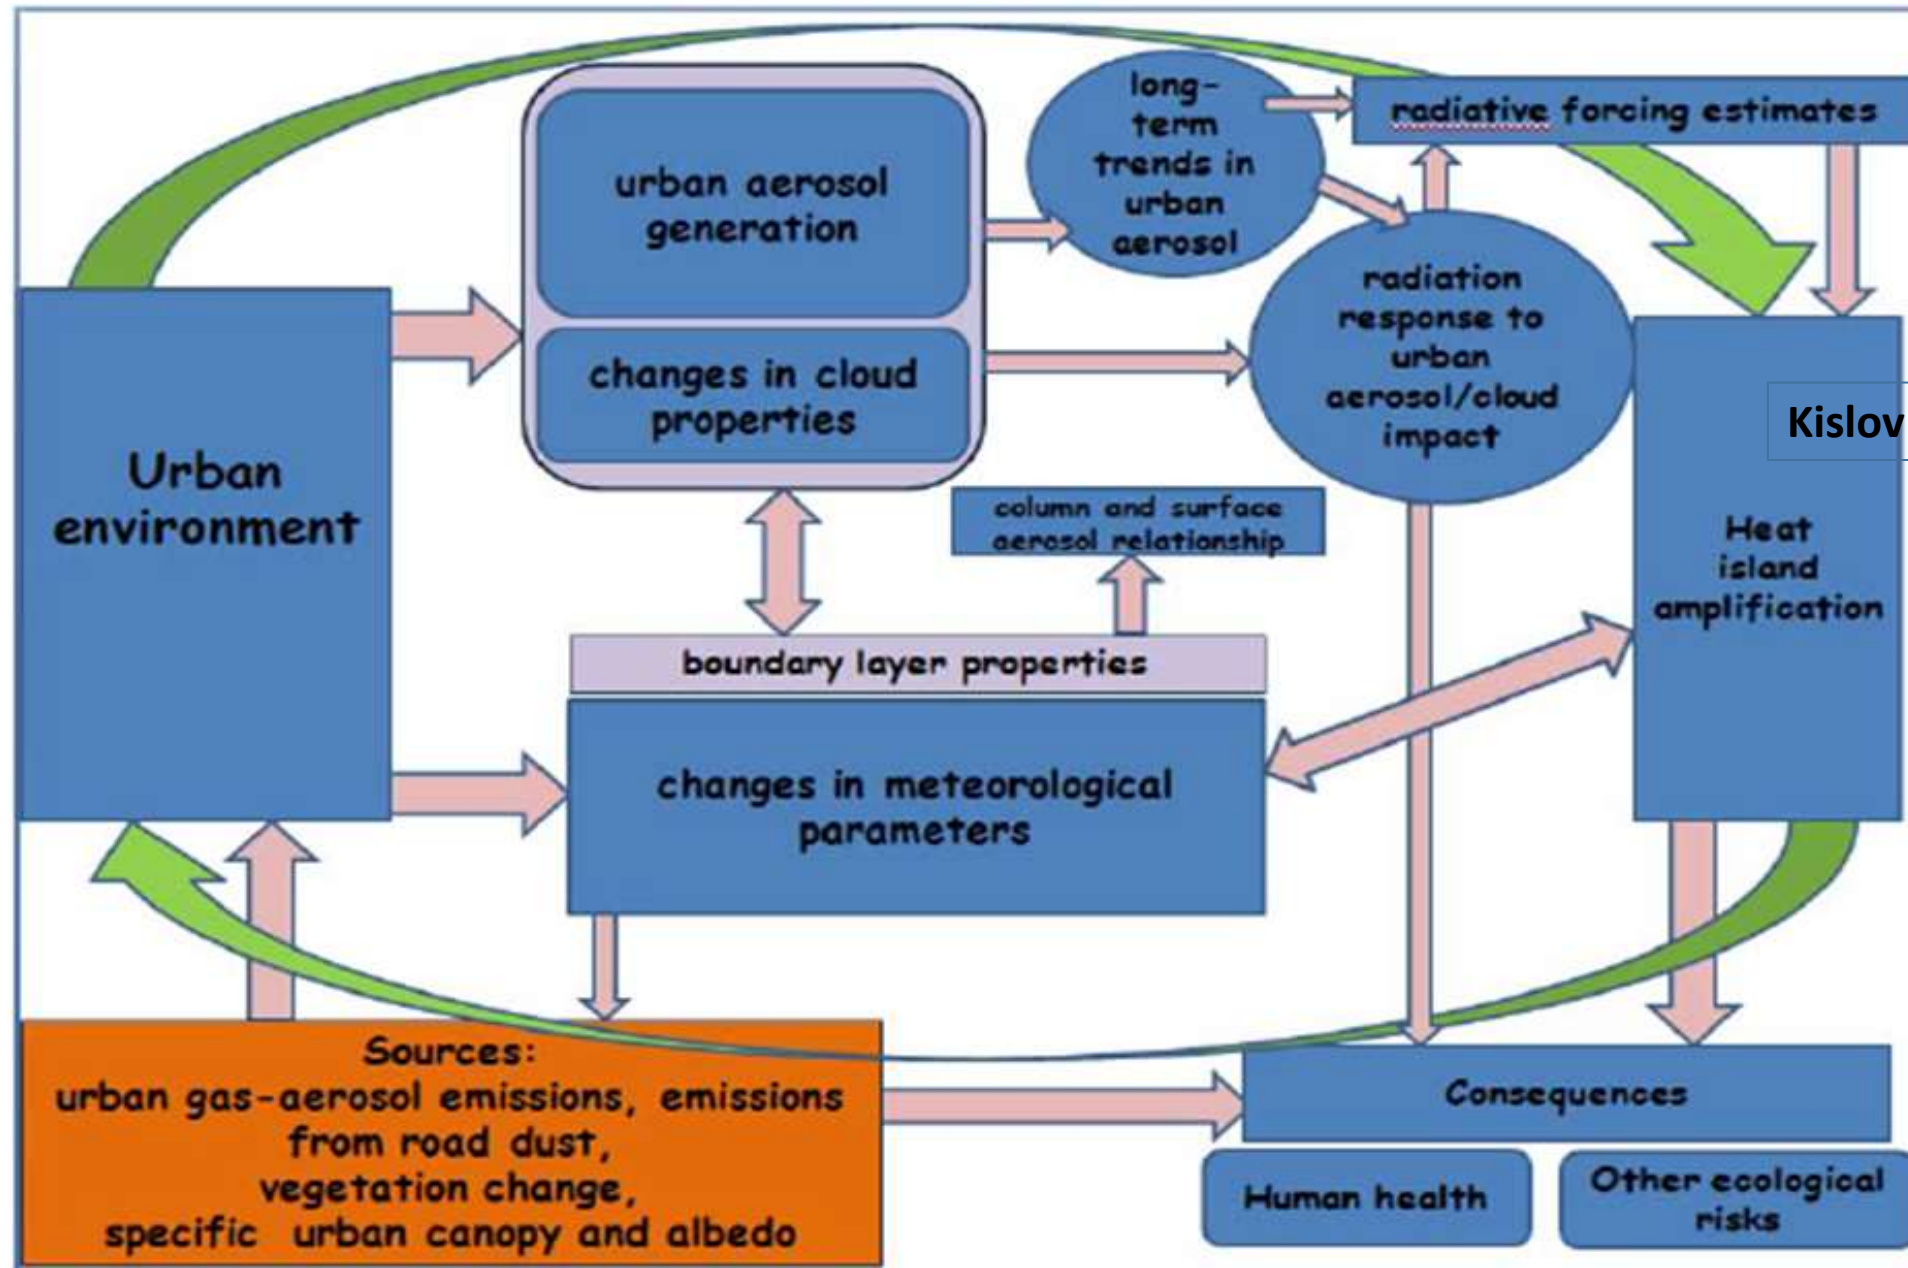 urban aerosol
generation
changes in cloud
properties
long-
term
trends in
urban
aerosol
radiative forcing estimates
radiation
response to
urban
aerosol/cloud
impact
Kislov
Urban
environment
column and surface
aerosol relationship
Heat
island
amplification
boundary layer properties
changes in meteorological
parameters
Sources:
urban gas-aerosol emissions, emissions
from road dust,
vegetation change,
specific urban canopy and albedo
Consequences
Human health
Other ecological
risks